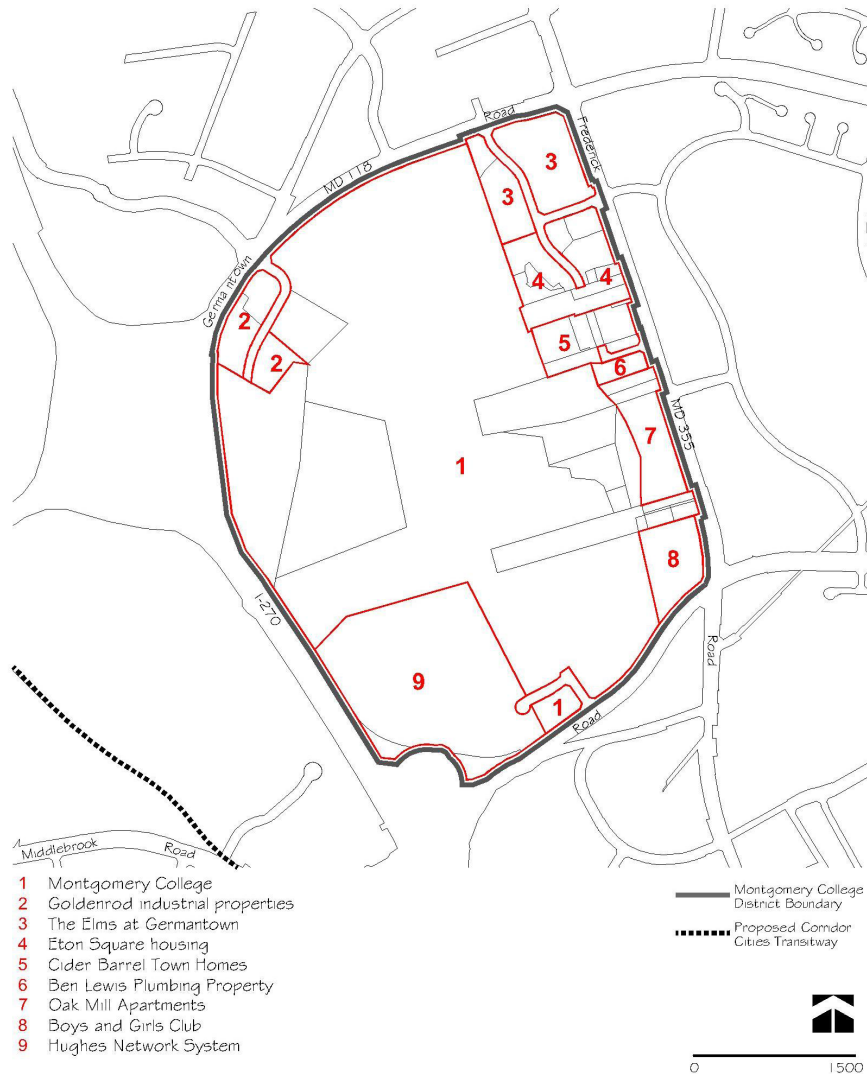 Road
Frederick
MD 118
3
3
Germantown
4
4
2
5
2
6
MD 355
7
1
8
I-270
Road
9
1
Road
Middlebrook Road
1 Montgomery College
2 Goldenrod industrial properties
3 The Elms at Germantown
4 Eton Square housing
5 Cider Barrel Town Homes
6 Ben Lewis Plumbing Property
7 Oak Mill Apartments
8 Boys and Girls Club
9 Hughes Network System
Montgomery College
District Boundary
Proposed Corridor
Cities Transitway
0 1500